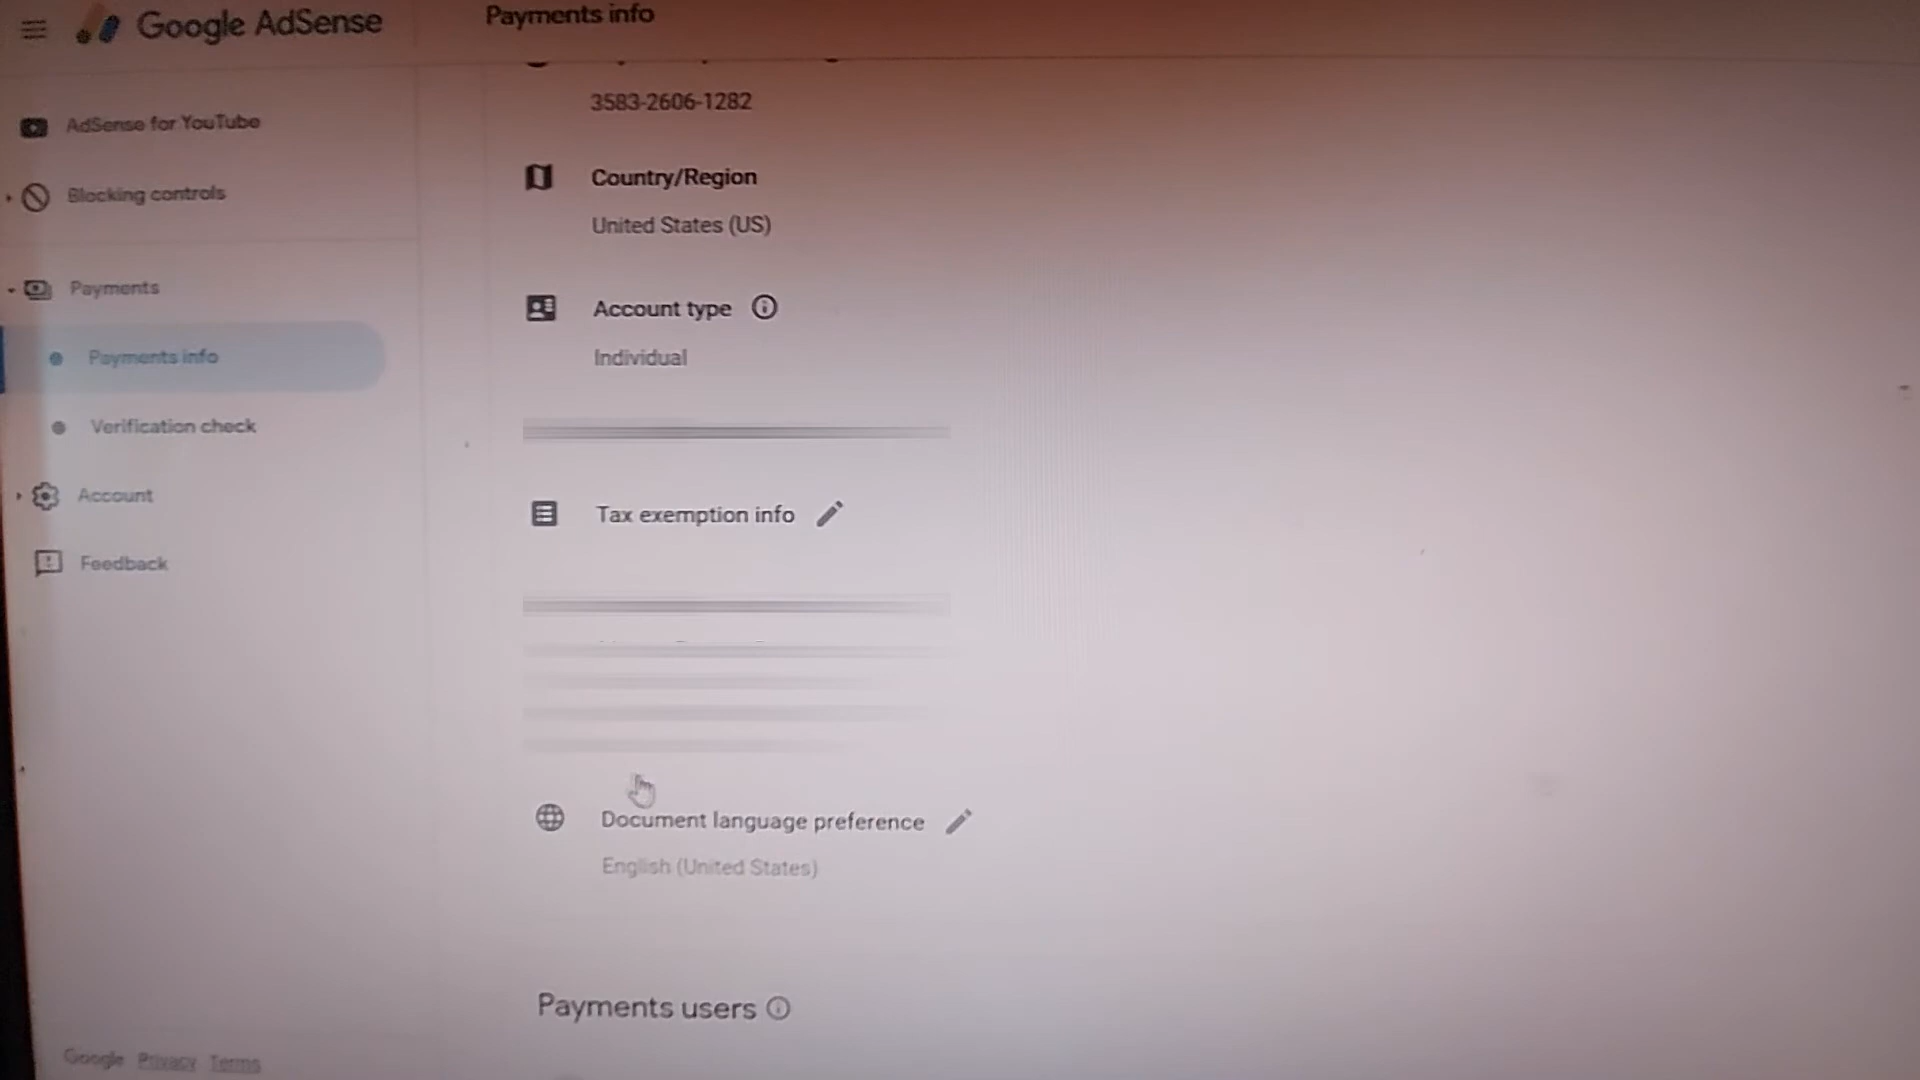 Google AdSense
Payments info
AdSense for YouTube
Blocking controls
Payments
Payments info
Verification check
Account
Feedback
Google Privacy Terms
3583-2606-1282
Country/Region
United States (US)
Account type
Individual
Tax exemption info
Document language preference
English (United States)
Payments users